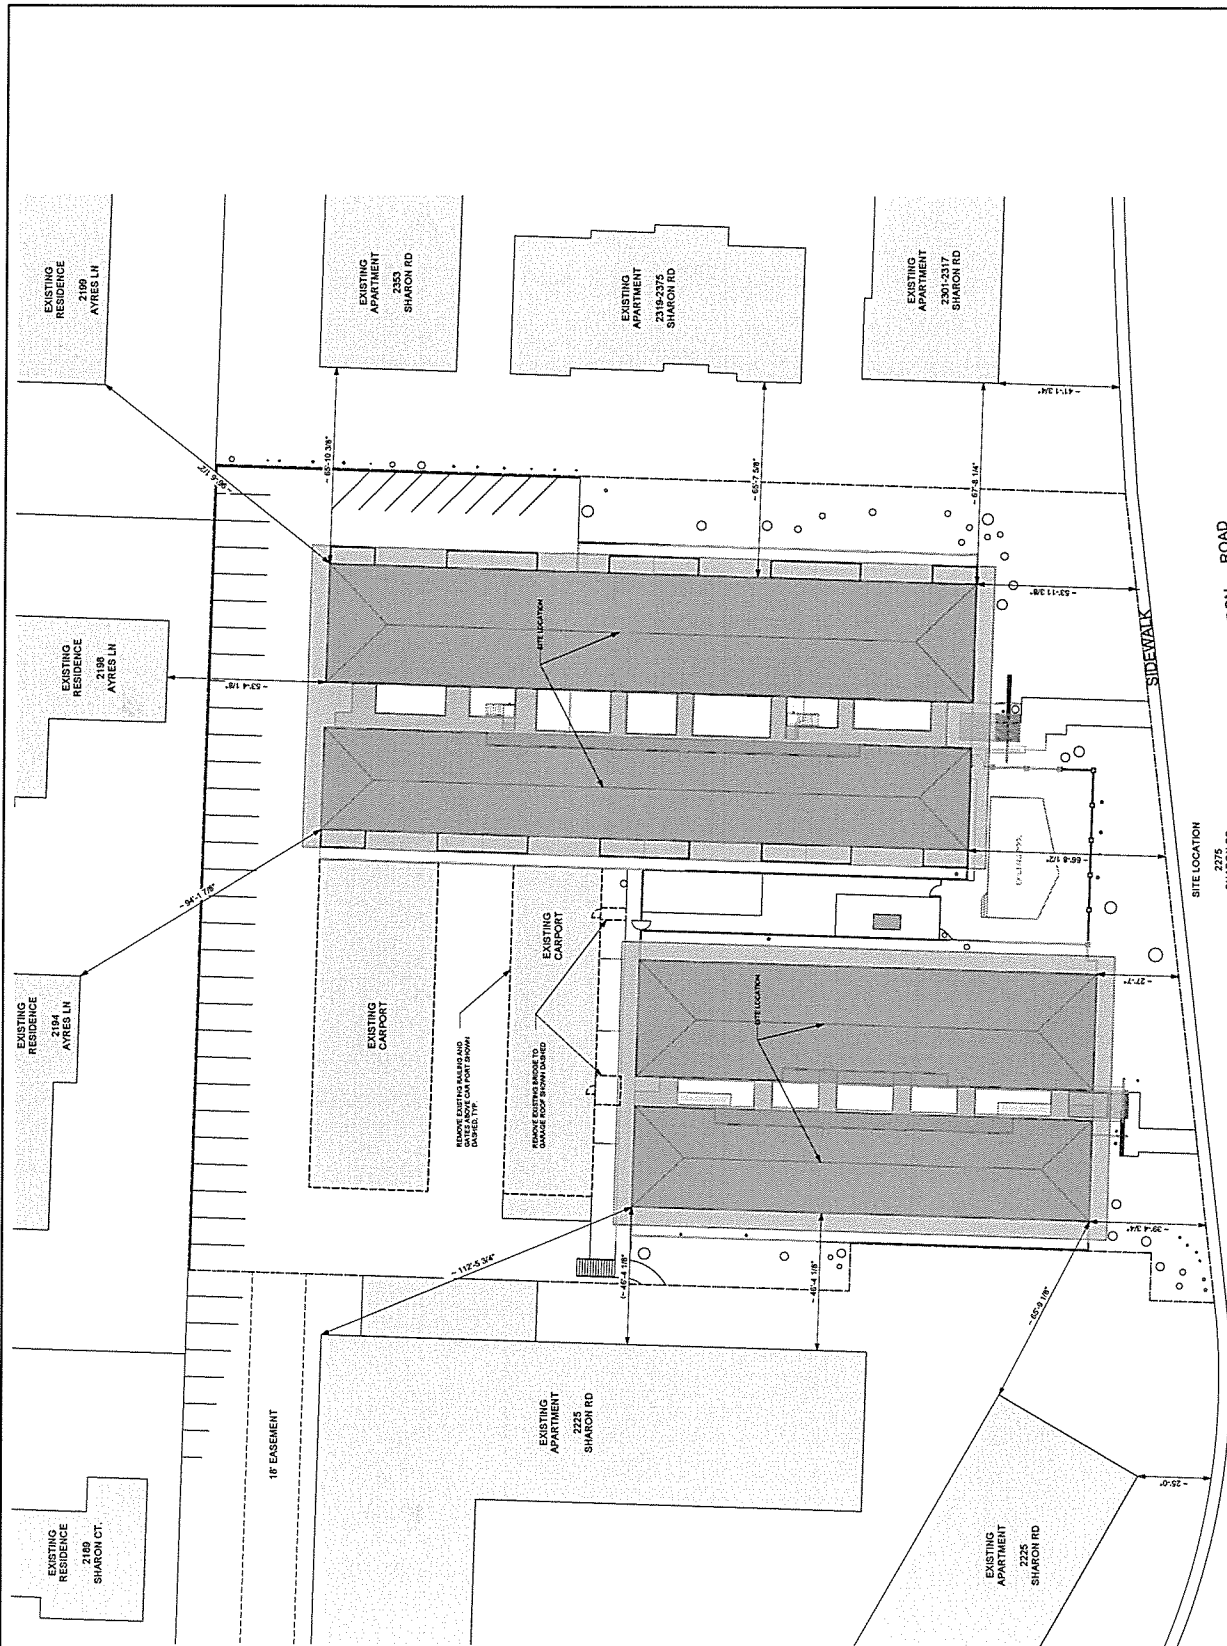 EXISTING
RESIDENCE
2199
AYRES LN
EXISTING
APARTMENT
2353
SHARON RD
EXISTING
APARTMENT
2319-2375
SHARON RD
EXISTING
APARTMENT
2301-2317
SHARON RD
~ 41'-1 3/4"
~ 96'-6 1/2"
~ 65'-10 3/8"
~ 65'-7 5/8"
~ 67'-8 1/4"
~ 53'-11 3/8"
EXISTING
RESIDENCE
2198
AYRES LN
~ 53'-4 1/8"
SITE LOCATION
SIDEWALK
ROAD
~ 94'-1 7/8"
~ 66'-8 1/2"
SITE LOCATION
2275
EXISTING
RESIDENCE
2194
AYRES LN
EXISTING
CARPORT
EXISTING
CARPORT
REMOVE EXISTING RAILING AND
GATES ABOVE CAR PORT SHOWN
DASHED, TYP.
REMOVE EXISTING BRIDGE TO
GARAGE ROOF SHOWN DASHED
SITE LOCATION
~ 27'-7"
~ 39'-4 3/4"
~ 112'-5 3/4"
~ 46'-4 1/8"
~ 46'-4 1/8"
~ 65'-9 1/8"
18' EASEMENT
EXISTING
APARTMENT
2225
SHARON RD
~ 25'-0"
EXISTING
RESIDENCE
2189
SHARON CT.
EXISTING
APARTMENT
2225
SHARON RD